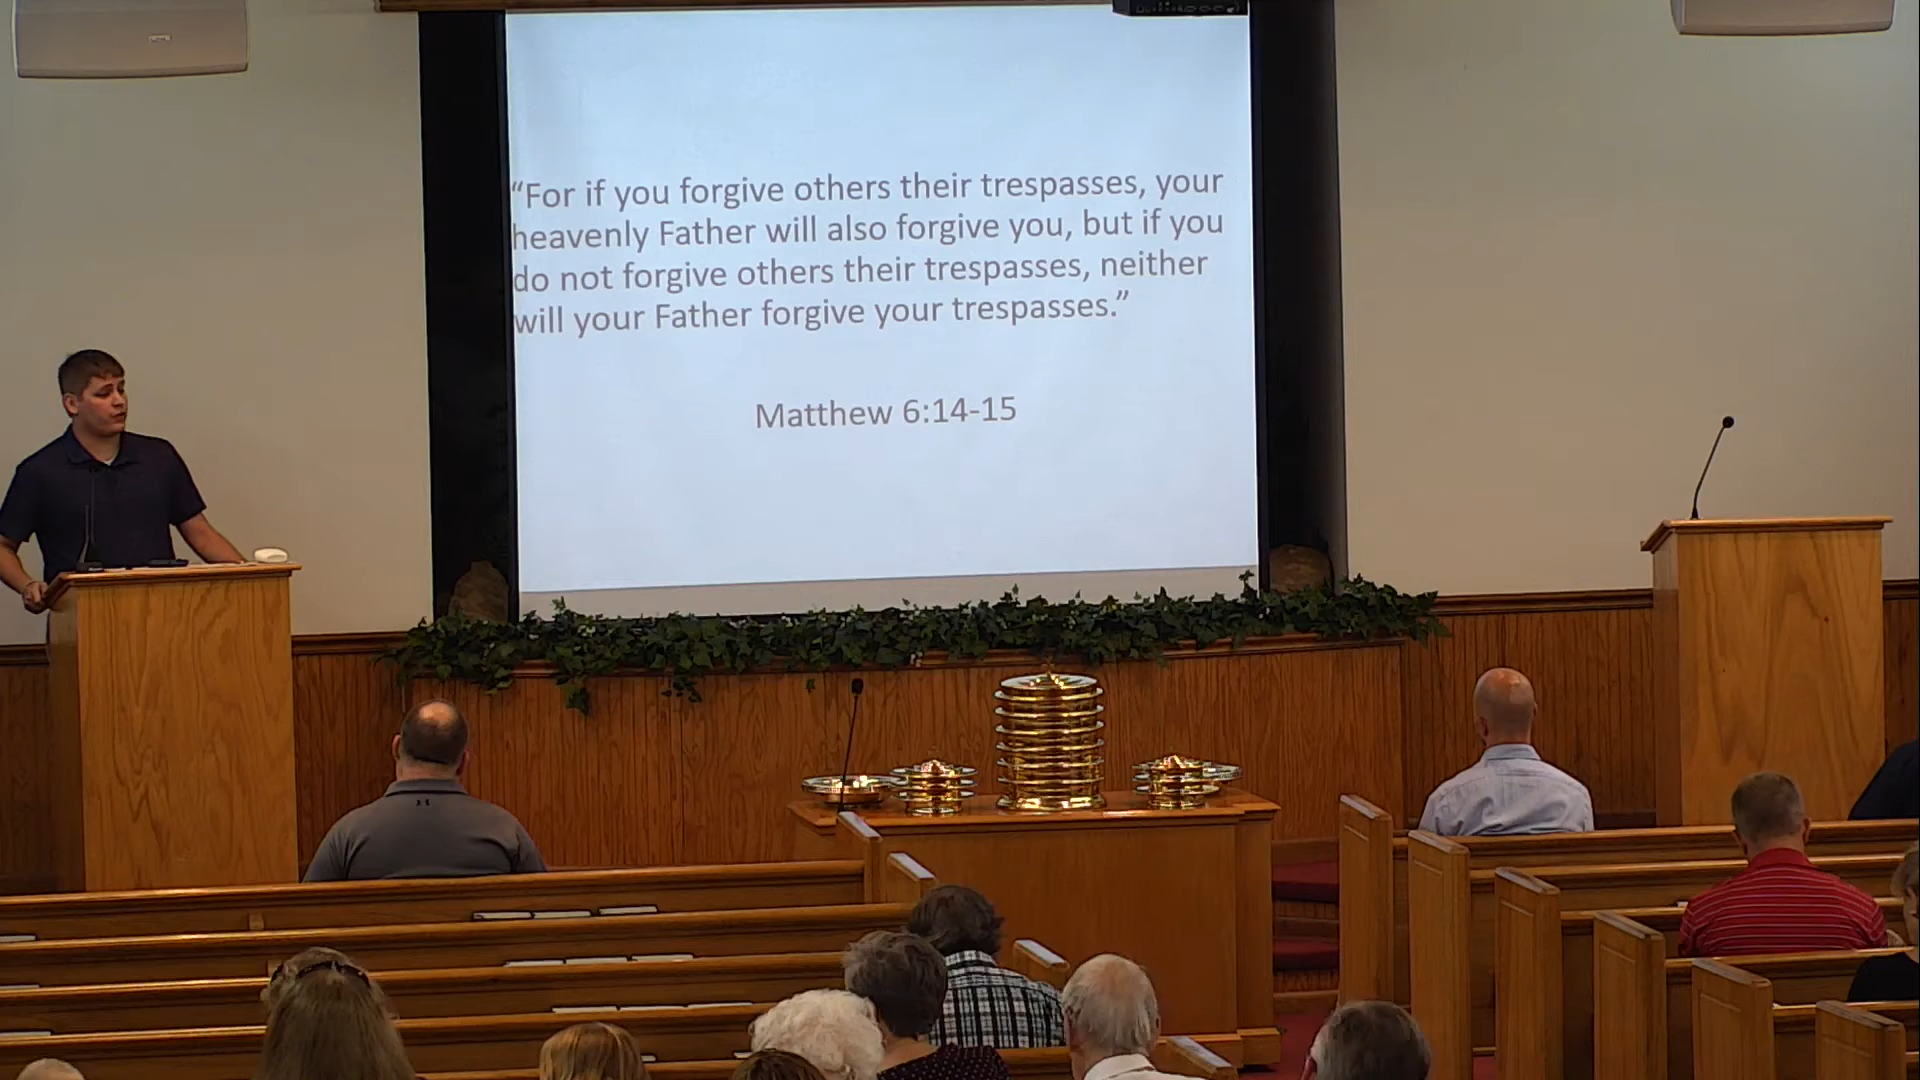 “For if you forgive others their trespasses, your
heavenly Father will also forgive you, but if you
do not forgive others their trespasses, neither
will your Father forgive your trespasses.”
Matthew 6:14-15